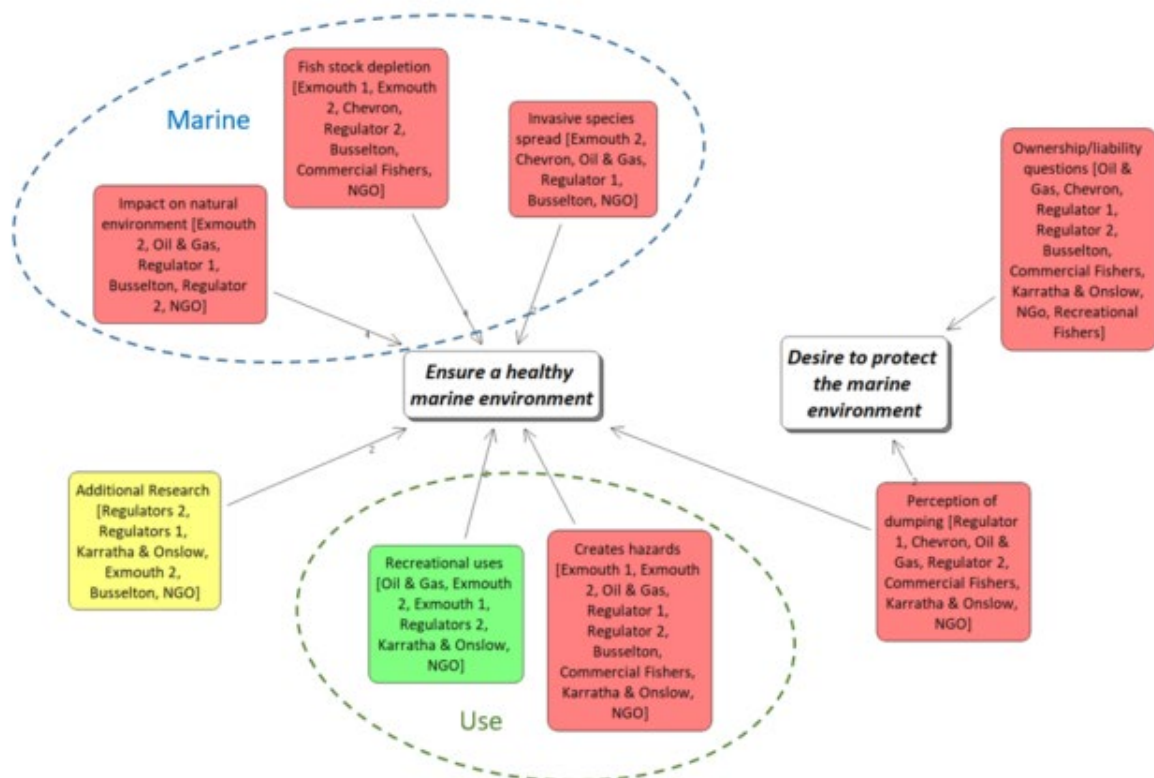 Marine
Fish stock depletion
[Exmouth 1, Exmouth
2, Chevron,
Regulator 2,
Busselton,
Commercial Fishers,
NGO]
Invasive species
spread [Exmouth 2,
Chevron, Oil & Gas,
Regulator 1,
Busselton, NGO]
Impact on natural
environment [Exmouth
2, Oil & Gas,
Regulator 1,
Busselton, Regulator
2, NGO]
Ownership/liability
questions [Oil &
Gas, Chevron,
Regulator 1,
Regulator 2,
Busselton,
Commercial Fishers,
Karratha & Onslow,
NGo, Recreational
Fishers]
4
Ensure a healthy
marine environment
Desire to protect
the marine
environment
2
2
Additional Research
[Regulators 2,
Regulators 1,
Karratha & Onslow,
Exmouth 2,
Busselton, NGO]
Recreational uses
[Oil & Gas, Exmouth
2, Exmouth 1,
Regulators 2,
Karratha & Onslow,
NGO]
Creates hazards
[Exmouth 1, Exmouth
2, Oil & Gas,
Regulator 1,
Regulator 2,
Busselton,
Commercial Fishers,
Karratha & Onslow,
NGO]
Perception of
dumping [Regulator
1, Chevron, Oil &
Gas, Regulator 2,
Commercial Fishers,
Karratha & Onslow,
NGO]
Use